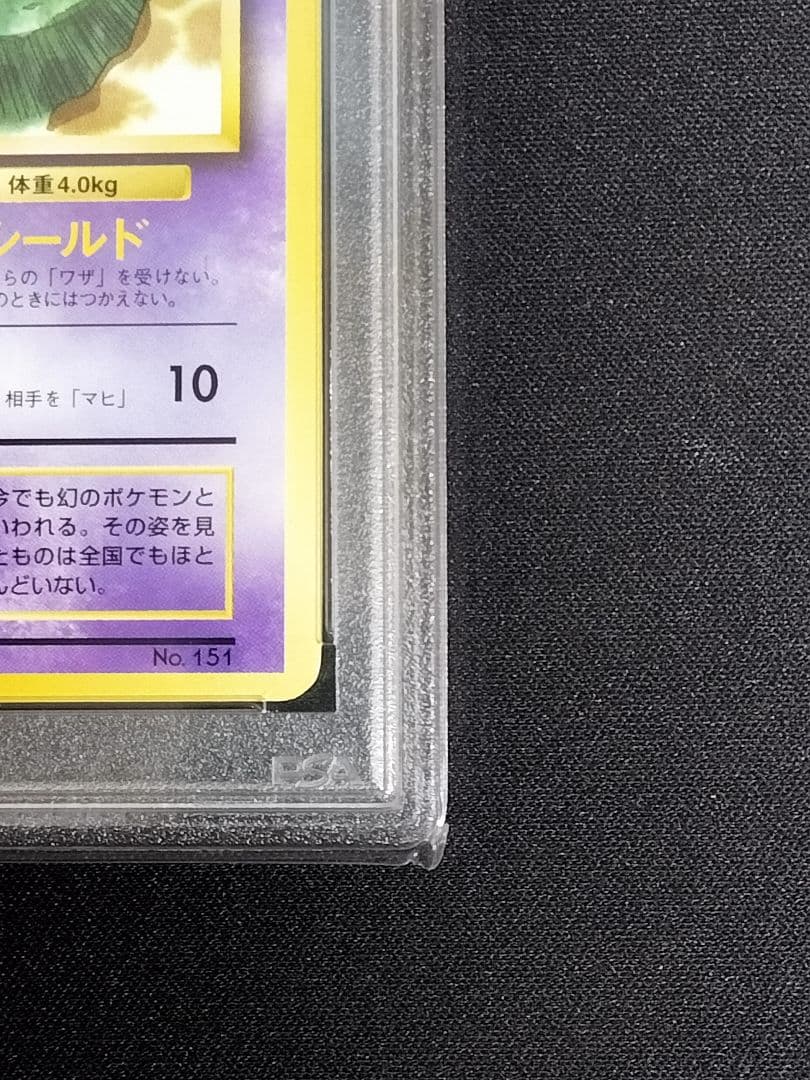 体重4.0kg
シールド
らの「ワザ」を受けない。
のときにはつかえない。
相手を「マヒ」
10
今でも幻のポケモンと
いわれる。その姿を見
たものは全国でもほと
んどいない。
No. 151
PSA